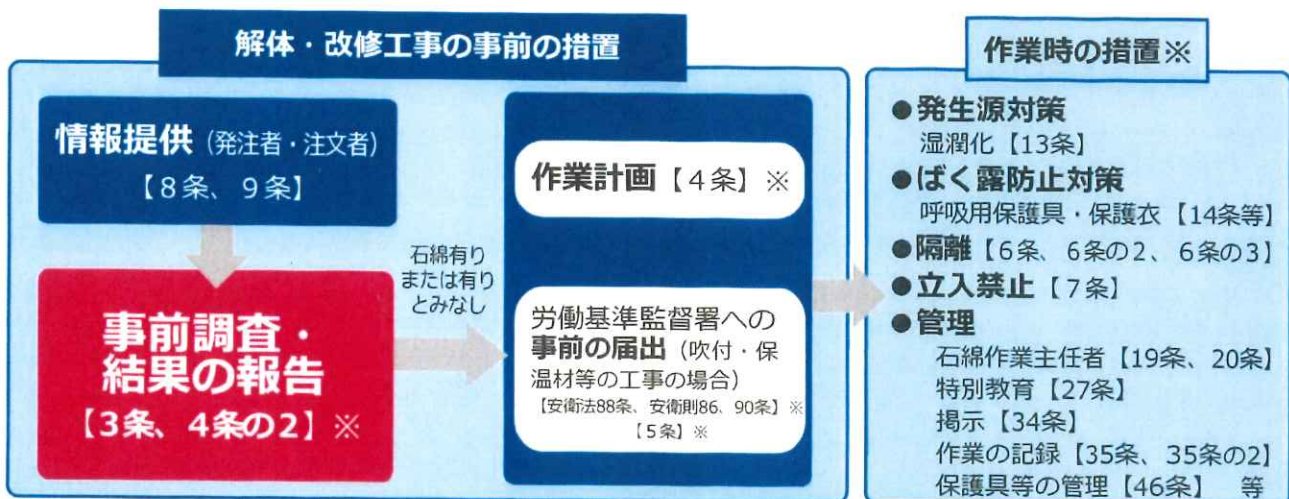 解体・改修工事の事前の措置
情報提供（発注者・注文者）
【８条、９条】
事前調査・
結果の報告
【３条、４条の２】※
石綿有り
または有り
とみなし
作業計画【４条】※
労働基準監督署への
事前の届出（吹付・保
温材等の工事の場合）
【安衛法88条、安衛則86、90条】※
【５条】※
作業時の措置※
●発生源対策
湿潤化【13条】
●ばく露防止対策
呼吸用保護具・保護衣【14条等】
●隔離【６条、６条の２、６条の３】
●立入禁止【７条】
●管理
石綿作業主任者【19条、20条】
特別教育【27条】
掲示【34条】
作業の記録【35条、35条の2】
保護具等の管理【46条】　等